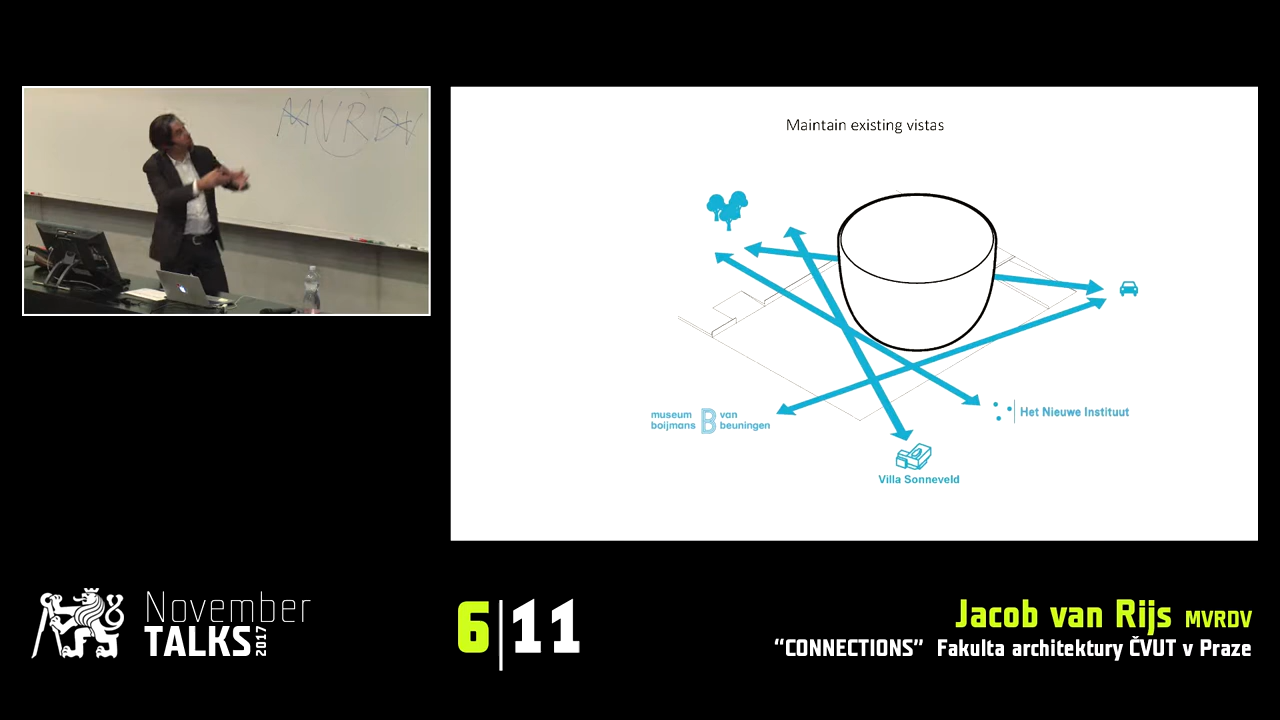 MVRDV
Maintain existing vistas
museum
boijmans
B
van
beuningen
Het Nieuwe Instituut
Villa Sonneveld
November
TALKS 2017
6|11
Jacob van Rijs MVRDV
“CONNECTIONS” Fakulta architektury ČVUT v Praze